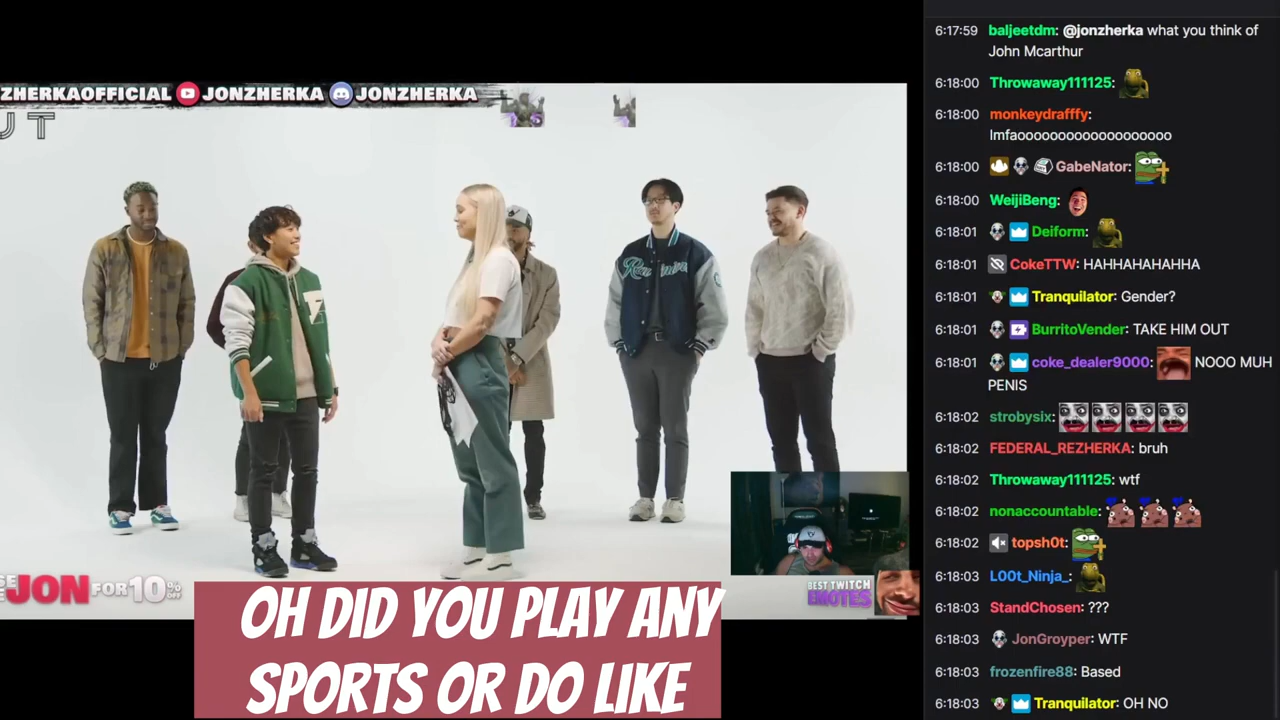 ZHERKAOFFICIAL JONZHERKA JONZHERKA
UT
JON FOR 10% OFF
BEST TWITCH
EMOTES
OH DID YOU PLAY ANY
SPORTS OR DO LIKE
6:17:59 baljeetdm: @jonzherka what you think of
John Mcarthur
6:18:00 Throwaway111125:
6:18:00 monkeydrafffy:
lmfaooooooooooooooooooo
6:18:00 GabeNator:
6:18:00 WeijiBeng:
6:18:01 Deiform:
6:18:01 CokeTTW: HAHHAHAHAHHA
6:18:01 Tranquilator: Gender?
6:18:01 BurritoVender: TAKE HIM OUT
6:18:01 coke_dealer9000: NOOO MUH
PENIS
6:18:02 strobysix:
6:18:02 FEDERAL_REZHERKA: bruh
6:18:02 Throwaway111125: wtf
6:18:02 nonaccountable:
6:18:02 topsh0t:
6:18:03 L00t_Ninja_:
6:18:03 StandChosen: ???
6:18:03 JonGroyper: WTF
6:18:03 frozenfire88: Based
6:18:03 Tranquilator: OH NO